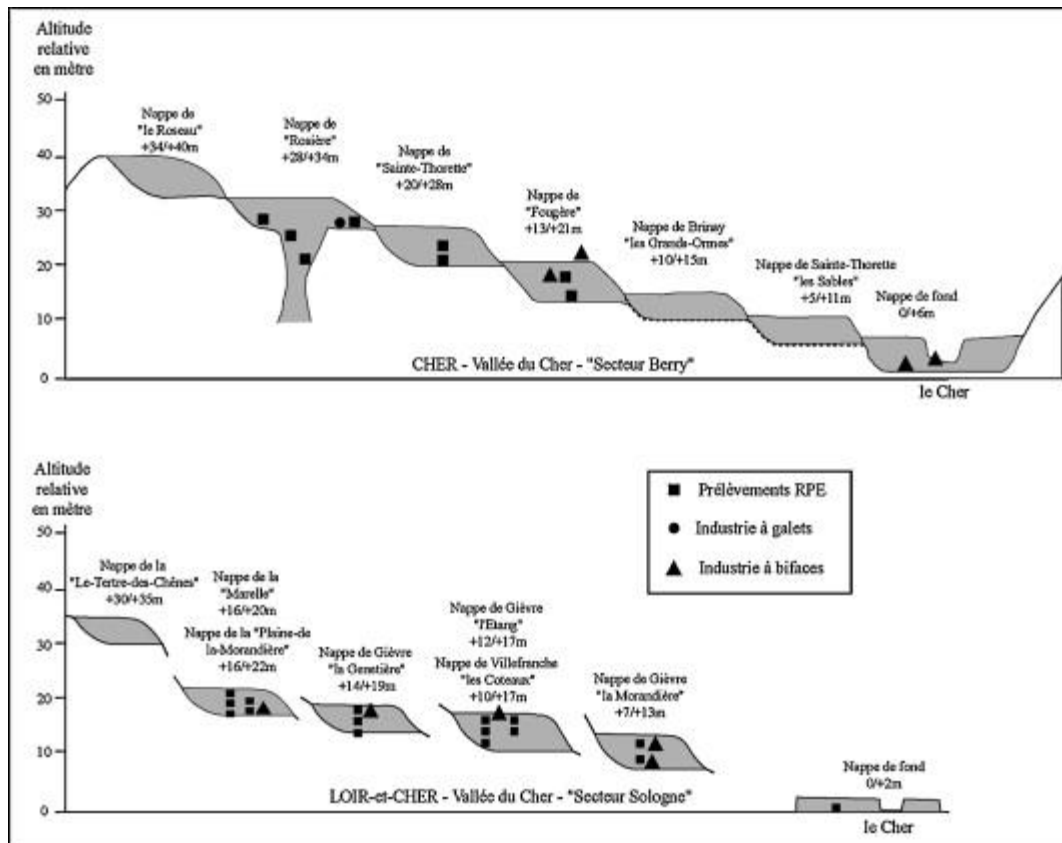 Altitude
relative
en mètre
50
40
30
20
10
0
Nappe de
"le Roseau"
+34/+40m
Nappe de
"Rosière"
+28/+34m
Nappe de
"Sainte-Thorette"
+20/+28m
Nappe de
"Fougère"
+13/+21m
Nappe de Brinay
"les Grands-Ormes"
+10/+15m
Nappe de Sainte-Thorette
"les Sables"
+5/+11m
Nappe de fond
0/+6m
CHER - Vallée du Cher - "Secteur Berry"
le Cher
Altitude
relative
en mètre
50
40
30
20
10
0
Prélèvements RPE
Industrie à galets
Industrie à bifaces
Nappe de la
"Le-Tertre-des-Chênes"
+30/+35m
Nappe de la
"Marelle"
+16/+20m
Nappe de la "Plaine-de
la-Morandière"
+16/+22m
Nappe de Gièvre
"la Genetière"
+14/+19m
Nappe de Gièvre
"l'Etang"
+12/+17m
Nappe de Villefranche
"les Coteaux"
+10/+17m
Nappe de Gièvre
"la Morandière"
+7/+13m
Nappe de fond
0/+2m
LOIR-et-CHER - Vallée du Cher - "Secteur Sologne"
le Cher